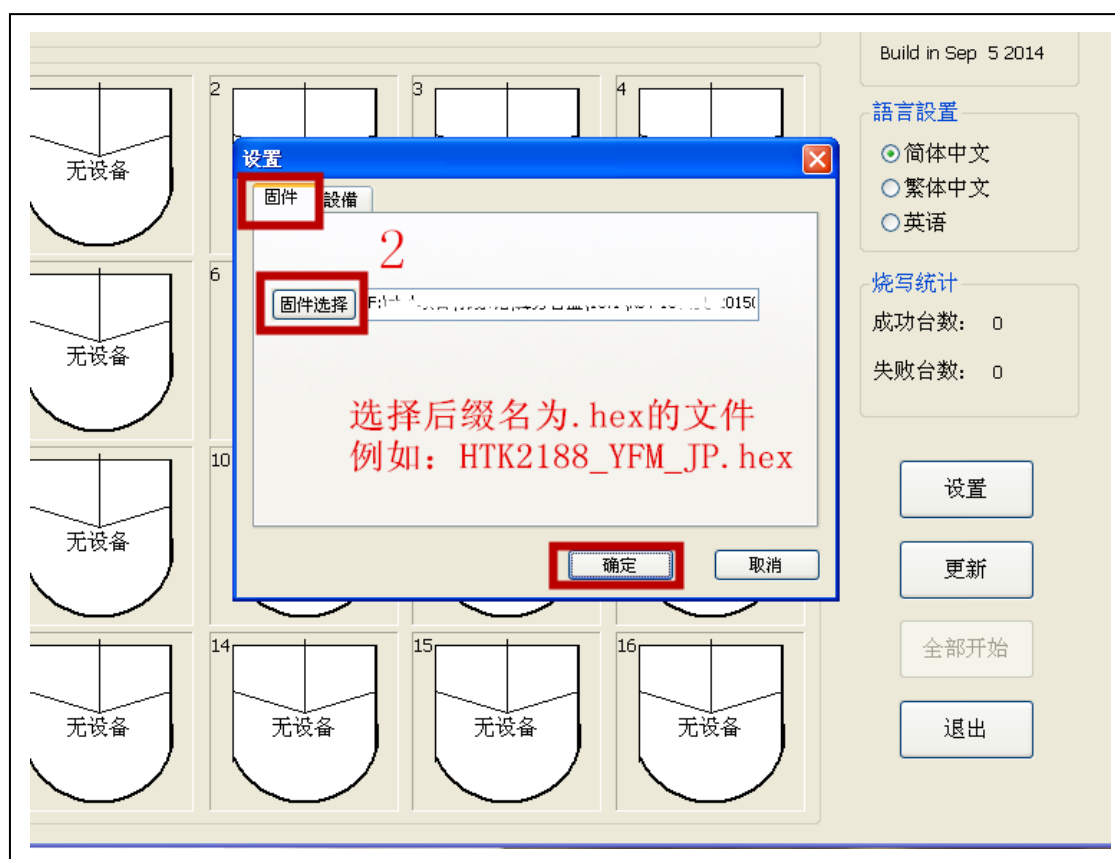 Build in Sep 5 2014
語言設置
简体中文
繁体中文
英语
烧写统计
成功台数: 0
失败台数: 0
设置
更新
全部开始
退出
2
3
4
无设备
6
无设备
10
无设备
14
15
16
无设备
无设备
无设备
无设备
设置
固件
設備
2
固件选择
选择后缀名为.hex的文件
例如：HTK2188_YFM_JP.hex
确定
取消